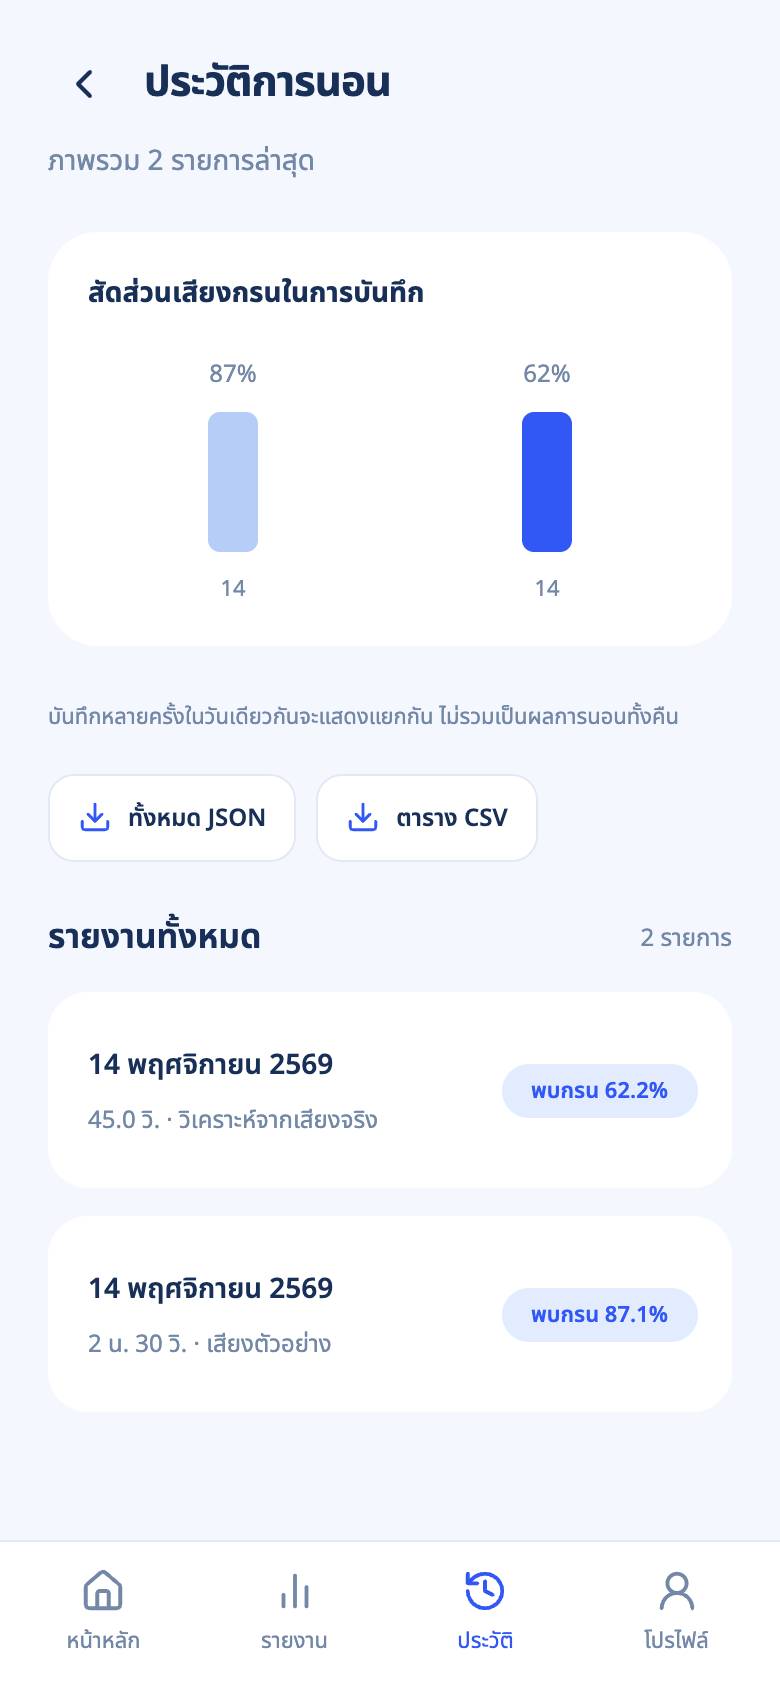 ประวัติการนอน
ภาพรวม 2 รายการล่าสุด
สัดส่วนเสียงกรนในการบันทึก
87% 62%
14 14
บันทึกหลายครั้งในวันเดียวกันจะแสดงแยกกัน ไม่รวมเป็นผลการนอนทั้งคืน
ทั้งหมด JSON ตาราง CSV
รายงานทั้งหมด 2 รายการ
14 พฤศจิกายน 2569
พบกรน 62.2%
45.0 วิ. · วิเคราะห์จากเสียงจริง
14 พฤศจิกายน 2569
พบกรน 87.1%
2 น. 30 วิ. · เสียงตัวอย่าง
หน้าหลัก รายงาน ประวัติ โปรไฟล์